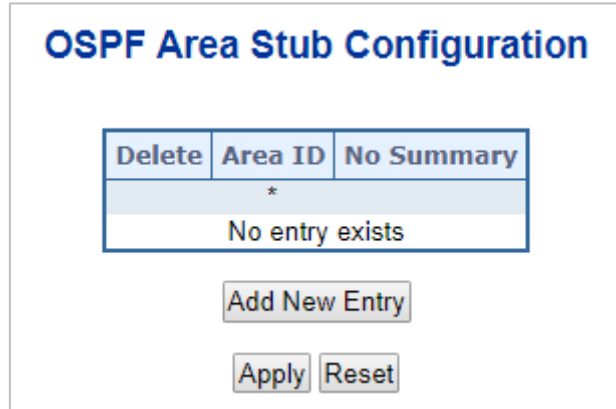 OSPF Area Stub Configuration
Delete Area ID No Summary
*
No entry exists
Add New Entry
Apply Reset